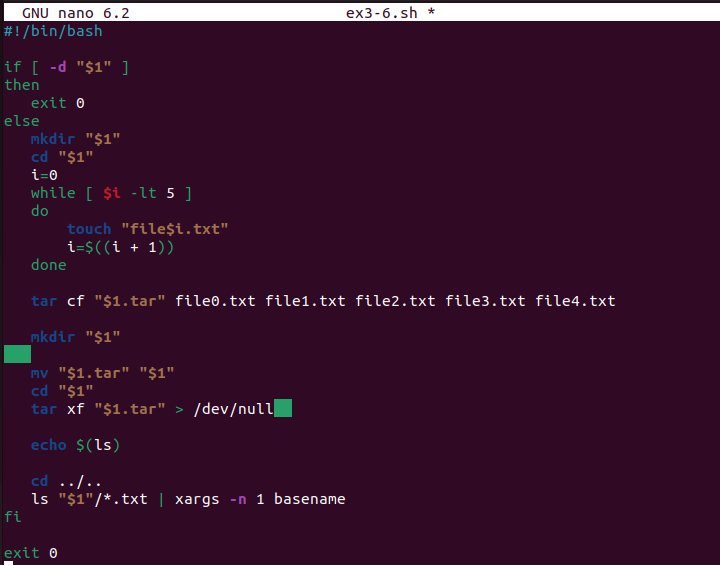 GNU nano 6.2 ex3-6.sh *
#!/bin/bash
if [ -d "$1" ]
then
exit 0
else
mkdir "$1"
cd "$1"
i=0
while [ $i -lt 5 ]
do
touch "file$i.txt"
i=$((i + 1))
done
tar cf "$1.tar" file0.txt file1.txt file2.txt file3.txt file4.txt
mkdir "$1"
mv "$1.tar" "$1"
cd "$1"
tar xf "$1.tar" > /dev/null
echo $(ls)
cd ../..
ls "$1"/*.txt | xargs -n 1 basename
fi
exit 0